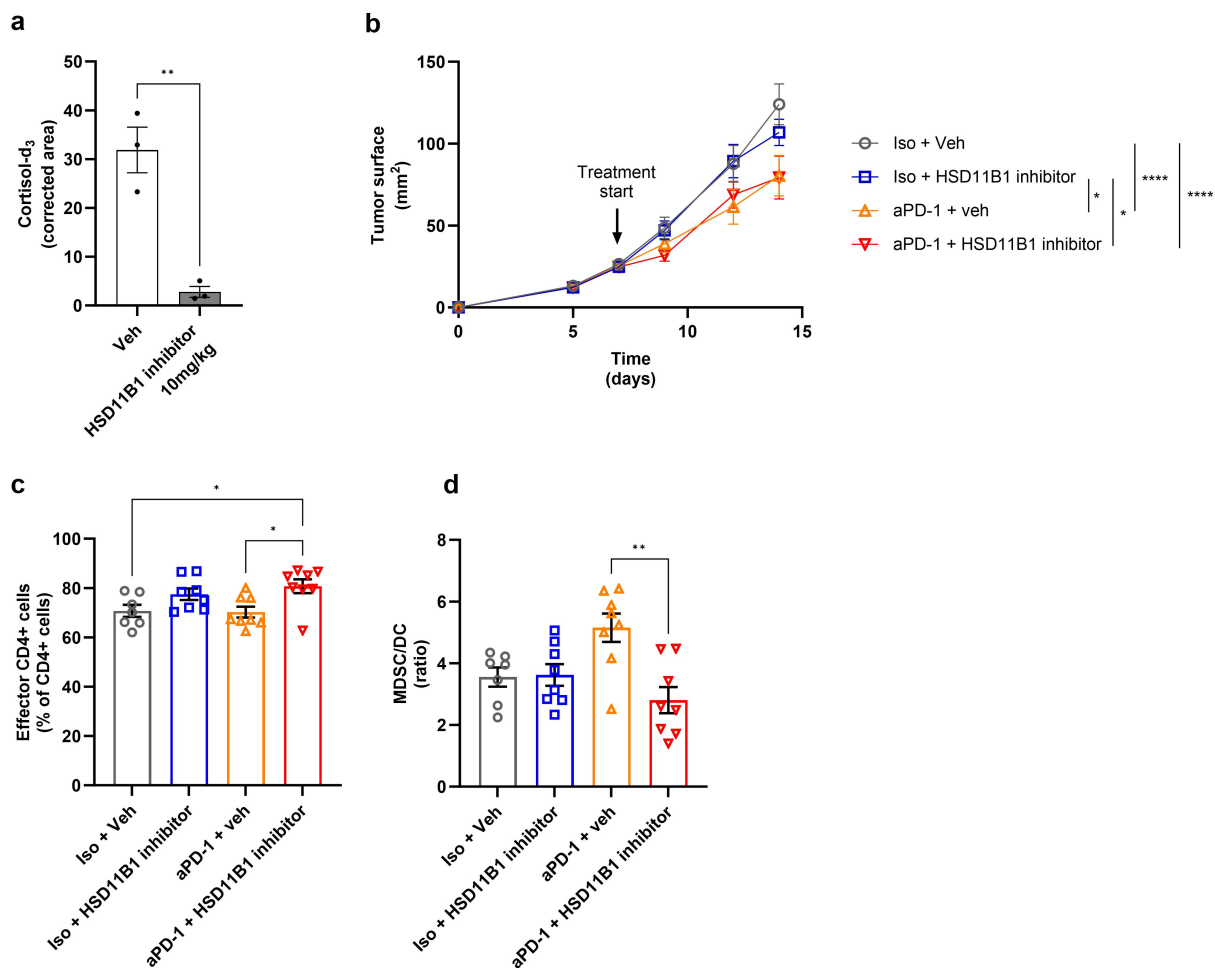 a
50
40
30
20
10
0
Cortisol-d3
(corrected area)
**
Veh
HSD11B1 inhibitor
10mg/kg
b
150
100
50
0
Tumor surface
(mm2)
Treatment
start
0
5
10
15
Time
(days)
Iso + Veh
Iso + HSD11B1 inhibitor
aPD-1 + veh
aPD-1 + HSD11B1 inhibitor
*
*
****
****
c
100
80
60
40
20
0
Effector CD4+ cells
(% of CD4+ cells)
*
*
Iso + Veh
Iso + HSD11B1 inhibitor
aPD-1 + veh
aPD-1 + HSD11B1 inhibitor
d
8
6
4
2
0
MDSC/DC
(ratio)
**
Iso + Veh
Iso + HSD11B1 inhibitor
aPD-1 + veh
aPD-1 + HSD11B1 inhibitor